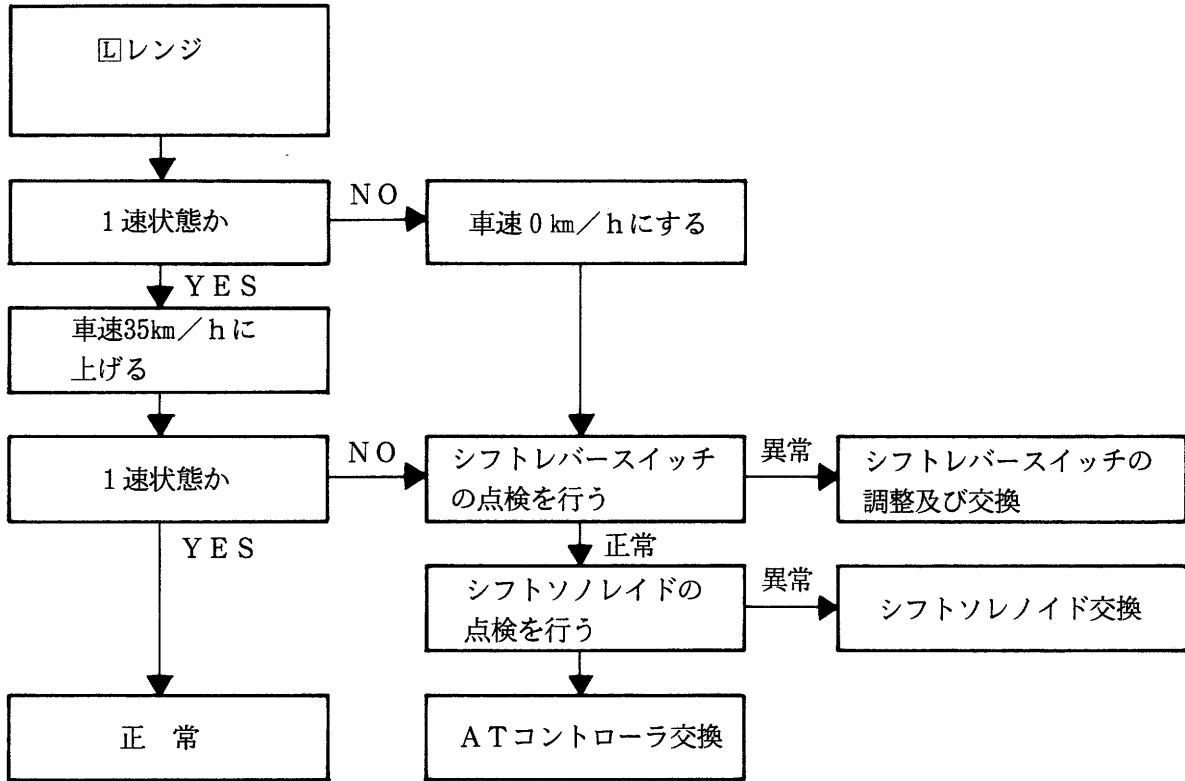 🄻レンジ
1速状態か
NO
車速0㎞/hにする
YES
車速35㎞/hに
上げる
1速状態か
NO
シフトレバースイッチ
の点検を行う
異常
シフトレバースイッチの
調整及び交換
YES
正常
シフトソノレイドの
点検を行う
異常
シフトソレノイド交換
正 常
ATコントローラ交換